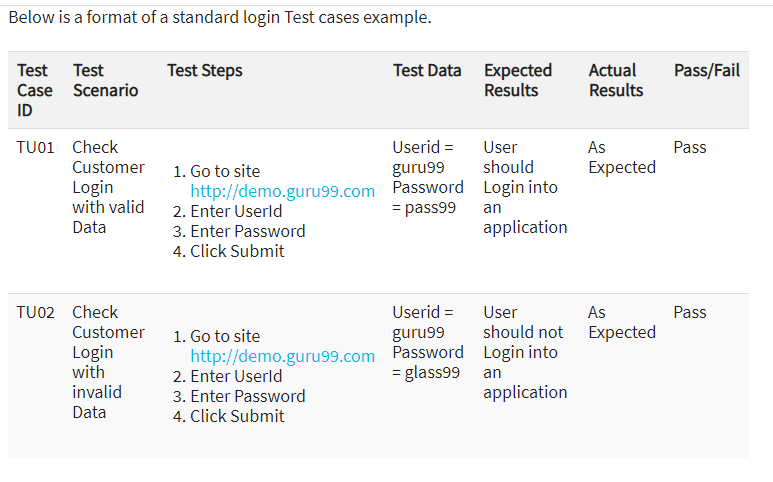 Below is a format of a standard login Test cases example.
Test Case ID Test Scenario Test Steps Test Data Expected Results Actual Results Pass/Fail
TU01
Check
Customer
Login
with valid
Data
1. Go to site
http://demo.guru99.com
2. Enter UserId
3. Enter Password
4. Click Submit
Userid =
guru99
Password
= pass99
User
should
Login into
an
application
As
Expected
Pass
TU02
Check
Customer
Login
with
invalid
Data
1. Go to site
http://demo.guru99.com
2. Enter UserId
3. Enter Password
4. Click Submit
Userid =
guru99
Password
= glass99
User
should not
Login into
an
application
As
Expected
Pass